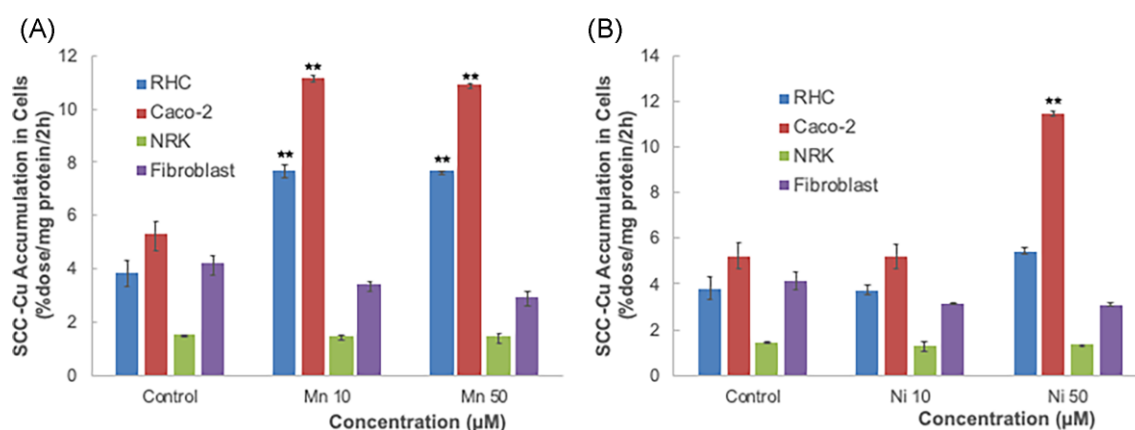 (A)
SCC-Cu Accumulation in Cells
(%dose/mg protein/2h)
12
10
8
6
4
2
0
RHC
Caco-2
NRK
Fibroblast
★★
★★
★★
★★
Control
Mn 10
Mn 50
Concentration (µM)
(B)
SCC-Cu Accumulation in Cells
(%dose/mg protein/2h)
14
12
10
8
6
4
2
0
RHC
Caco-2
NRK
Fibroblast
★★
Control
Ni 10
Ni 50
Concentration (µM)